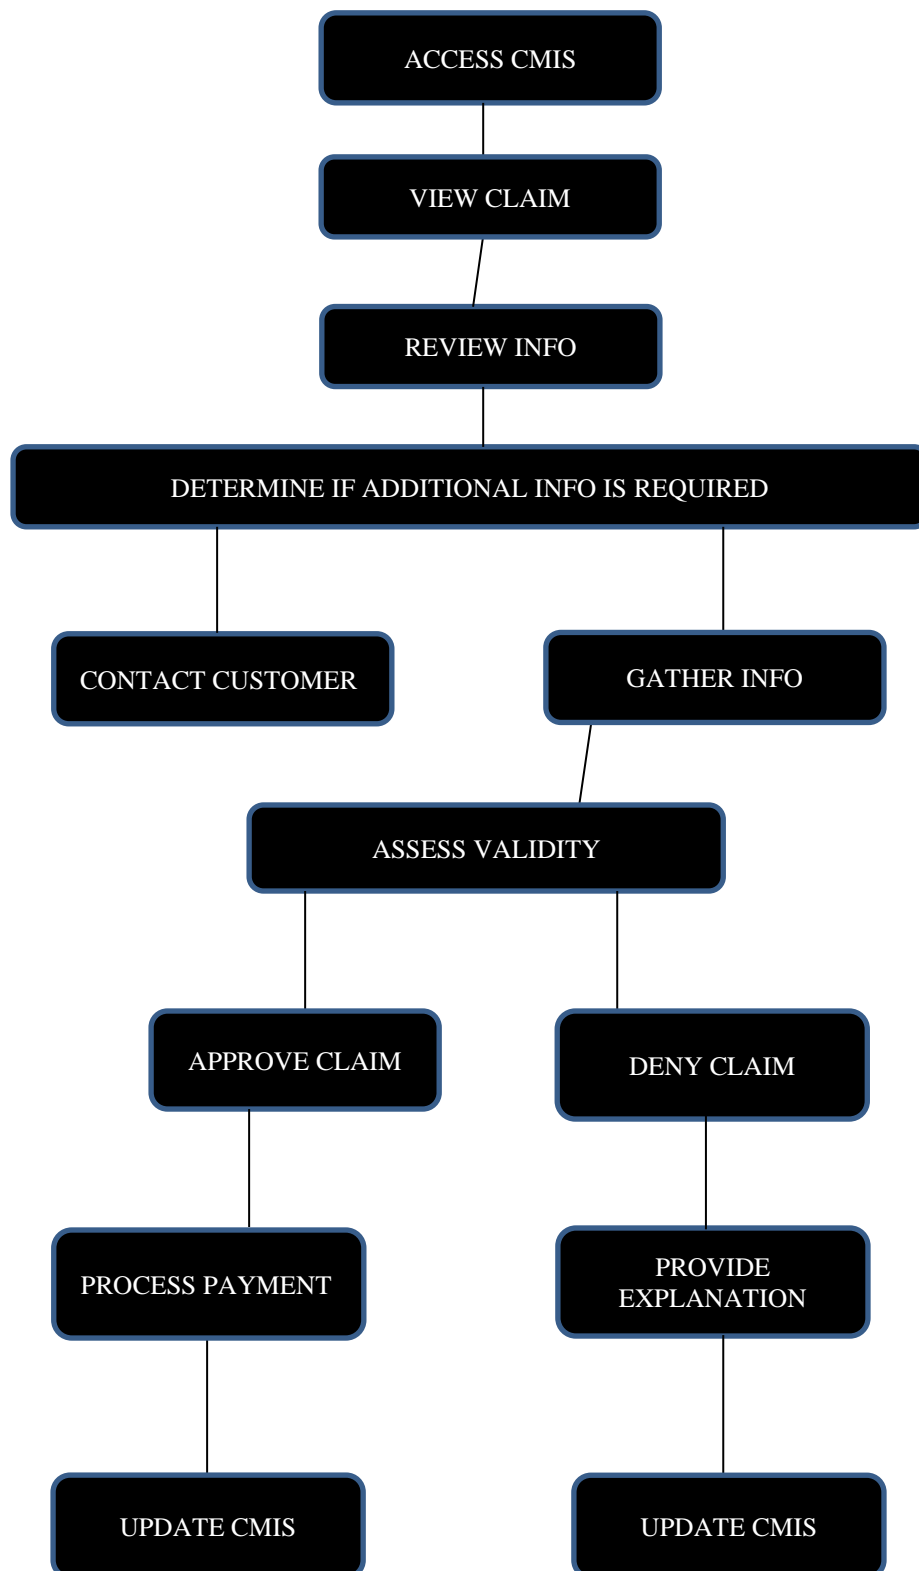 ACCESS CMIS
VIEW CLAIM
REVIEW INFO
DETERMINE IF ADDITIONAL INFO IS REQUIRED
CONTACT CUSTOMER
GATHER INFO
ASSESS VALIDITY
APPROVE CLAIM
DENY CLAIM
PROCESS PAYMENT
PROVIDE
EXPLANATION
UPDATE CMIS
UPDATE CMIS